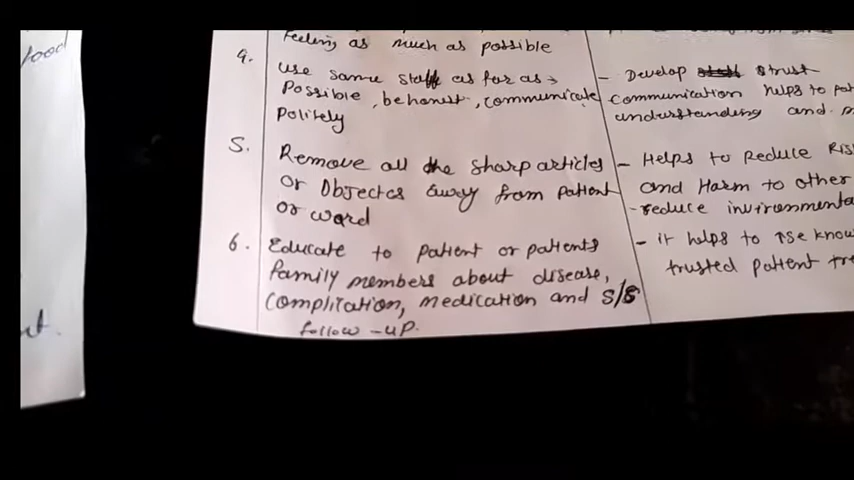 food
t.
feeling as much as possible
4.
use same staff as far as
possible, be honest, communicate
politely
- Develop trust
communication helps to
understanding and
5.
Remove all the sharp articles
or Objectes away from patient
or ward
- Helps to Reduce
and Harm to other
- reduce
6.
Educate to patient or patients
family members about disease,
complication, medication and S/S
follow-up.
- it helps to ↑se
trusted patient